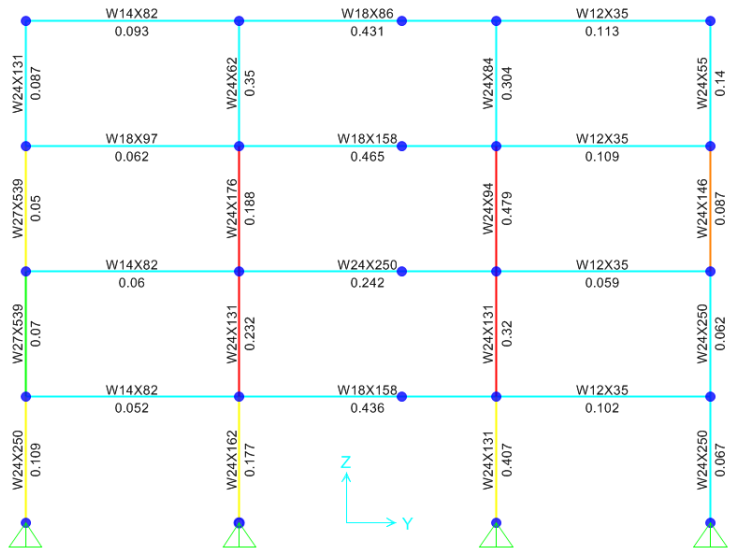 W14X82
W18X86
W12X35
0.093
0.431
0.113
W24X131
0.087
W24X62
0.35
W24X84
0.304
W24X55
0.14
W18X97
W18X158
W12X35
0.062
0.465
0.109
W27X539
0.05
W24X176
0.188
W24X94
0.479
W24X146
0.087
W14X82
W24X250
W12X35
0.06
0.242
0.059
W27X539
0.07
W24X131
0.232
W24X131
0.32
W24X250
0.062
W14X82
W18X158
W12X35
0.052
0.436
0.102
W24X250
0.109
W24X162
0.177
W24X131
0.407
W24X250
0.067
Z
Y